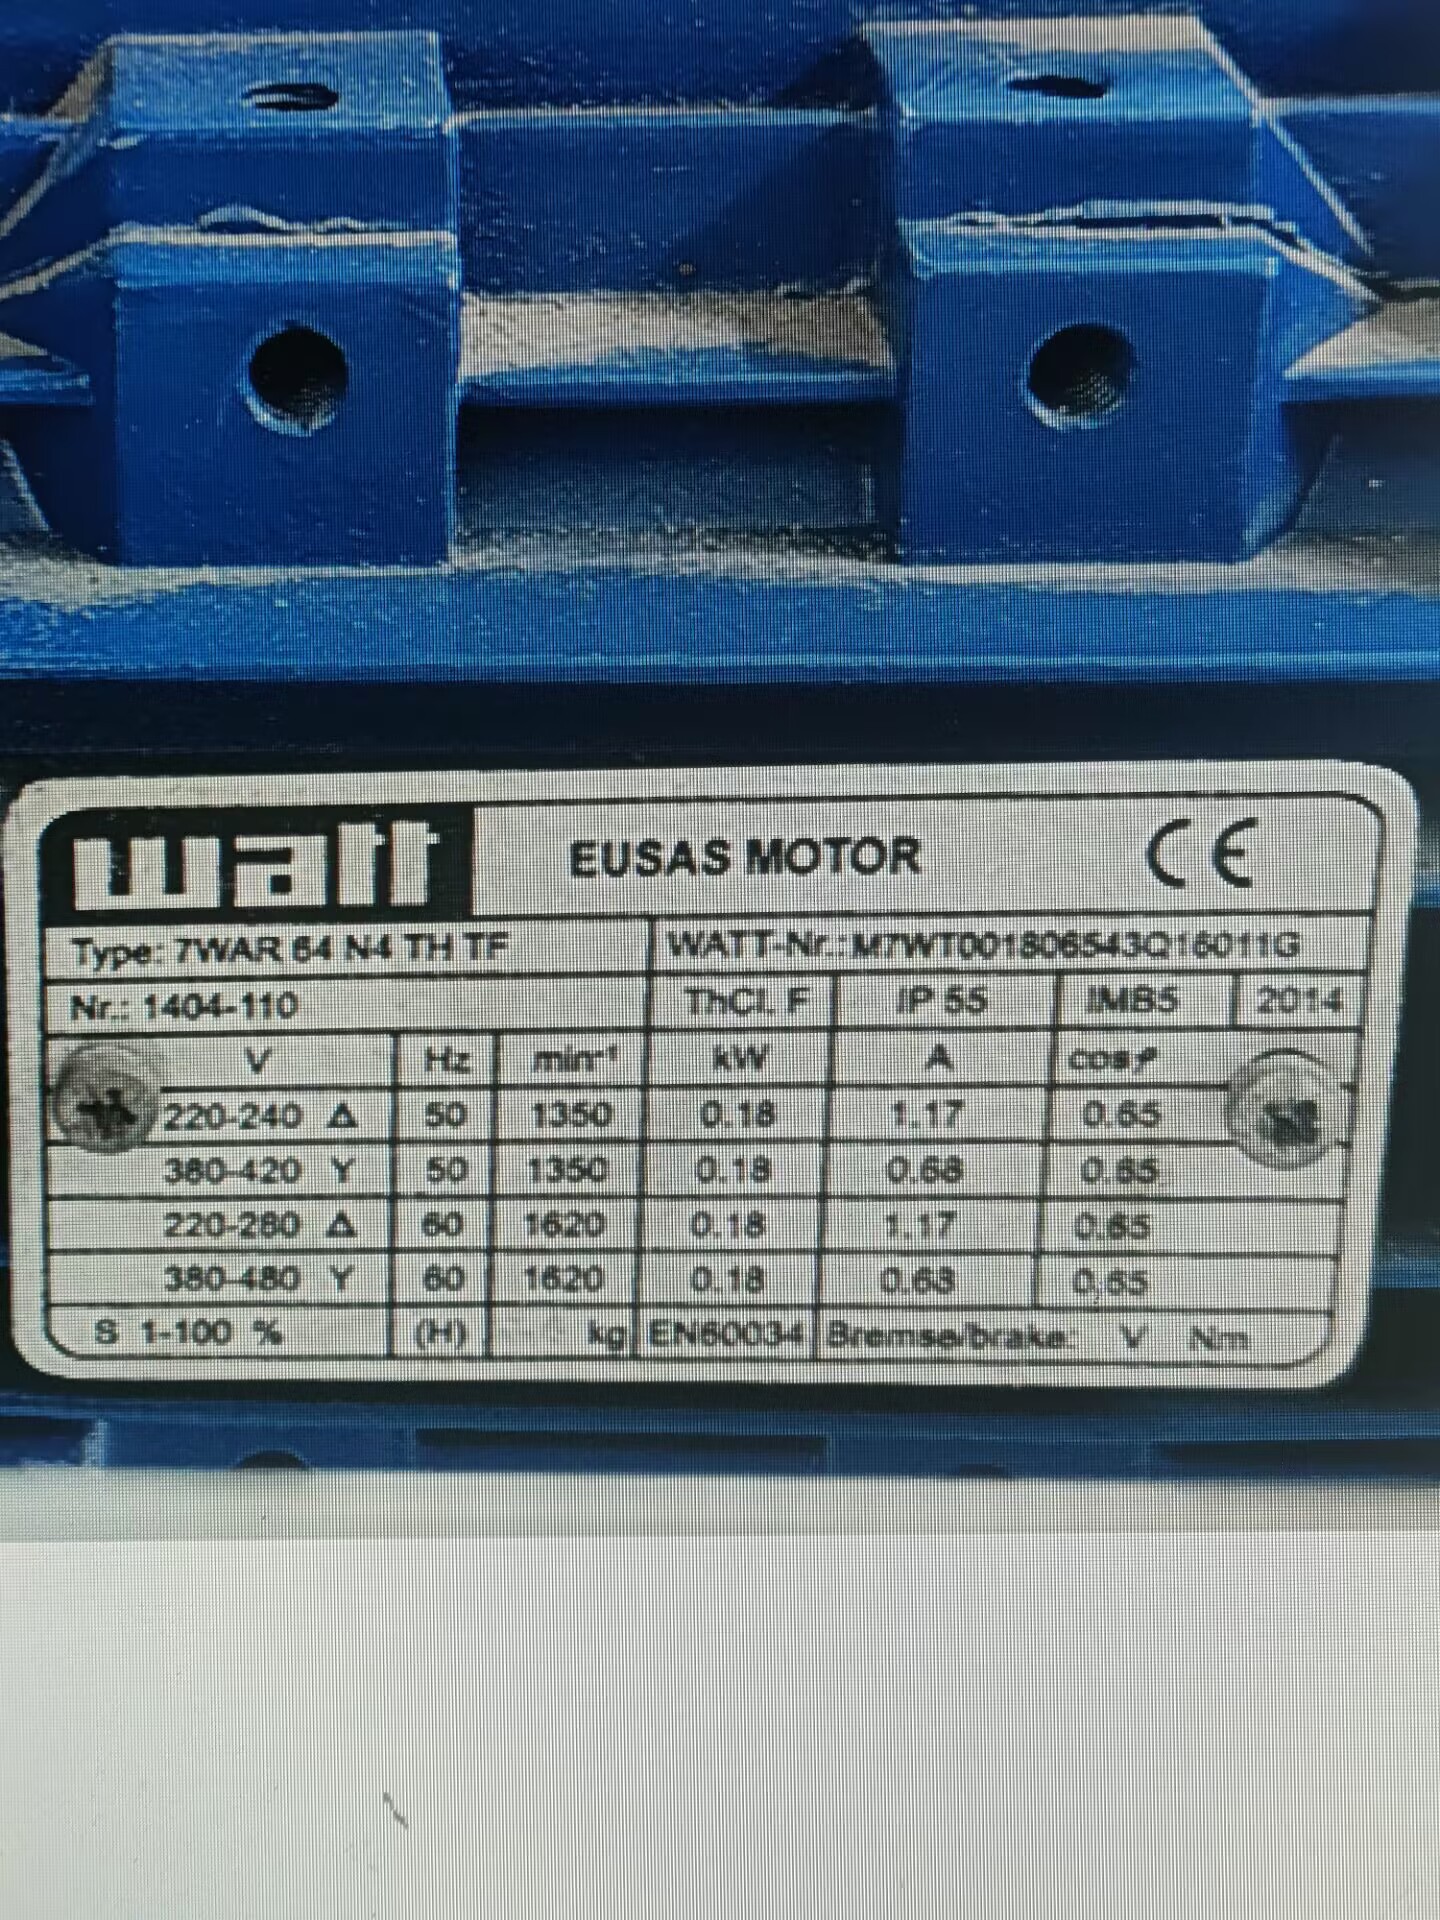 watt EUSAS MOTOR CE
Type: 7WAR 64 N4 TH TF WATT-Nr.: M7WT001806543Q16011G
Nr.: 1404-110 ThCl. F IP 55 IMB5 2014
V Hz min⁻¹ kW A cosφ
220-240 Δ 50 1350 0.18 1.17 0.65
380-420 Y 50 1350 0.18 0.68 0.65
220-280 Δ 60 1620 0.18 1.17 0.65
380-480 Y 60 1620 0.18 0.68 0.65
S 1-100 % (H) kg EN60034 Bremse/brake: V Nm